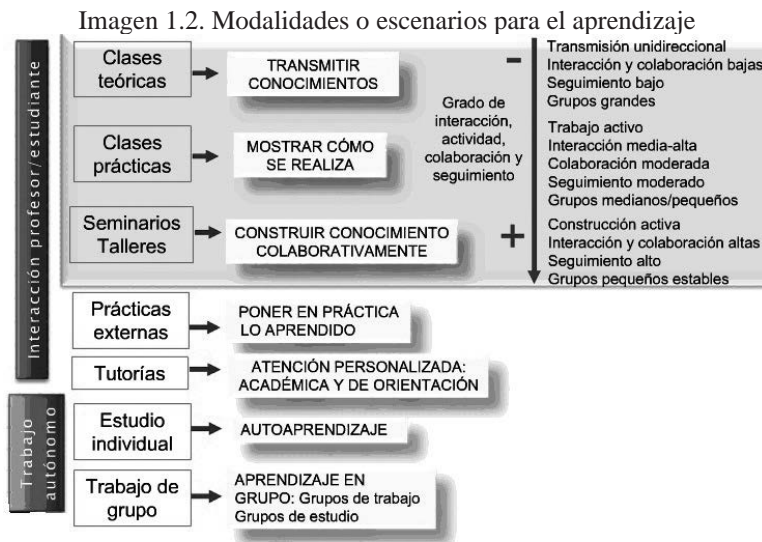 Imagen 1.2. Modalidades o escenarios para el aprendizaje
Interacción profesor/estudiante
Clases
teóricas
TRANSMITIR
CONOCIMIENTOS
Clases
prácticas
MOSTRAR CÓMO
SE REALIZA
Seminarios
Talleres
CONSTRUIR CONOCIMIENTO
COLABORATIVAMENTE
Grado de
interacción,
actividad,
colaboración y
seguimiento
-
+
Transmisión unidireccional
Interacción y colaboración bajas
Seguimiento bajo
Grupos grandes
Trabajo activo
Interacción media-alta
Colaboración moderada
Seguimiento moderado
Grupos medianos/pequeños
Construcción activa
Interacción y colaboración altas
Seguimiento alto
Grupos pequeños estables
Prácticas
externas
PONER EN PRÁCTICA
LO APRENDIDO
Tutorías
ATENCIÓN PERSONALIZADA:
ACADÉMICA Y DE ORIENTACIÓN
Trabajo
autónomo
Estudio
individual
AUTOAPRENDIZAJE
Trabajo de
grupo
APRENDIZAJE EN
GRUPO: Grupos de trabajo
Grupos de estudio